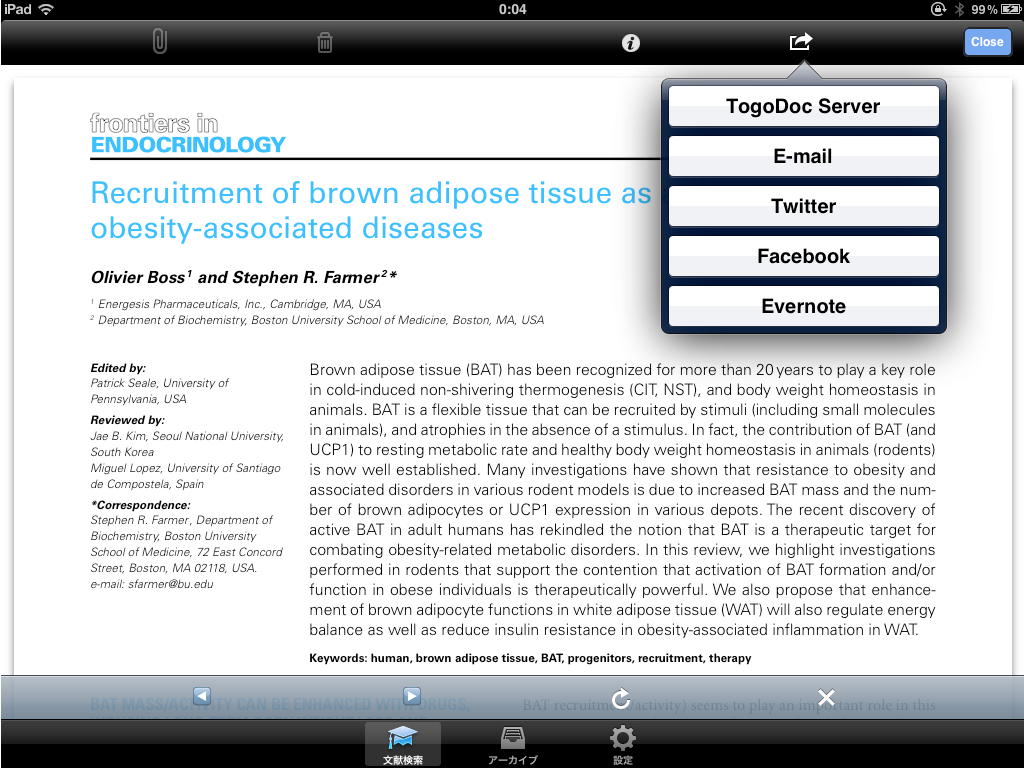 iPad 0:04 99%
Close
TogoDoc Server
E-mail
Twitter
Facebook
Evernote
frontiers in
ENDOCRINOLOGY
Recruitment of brown adipose tissue as
obesity-associated diseases
Olivier Boss1 and Stephen R. Farmer2*
1 Energesis Pharmaceuticals, Inc., Cambridge, MA, USA
2 Department of Biochemistry, Boston University School of Medicine, Boston, MA, USA
Edited by:
Patrick Seale, University of
Pennsylvania, USA
Reviewed by:
Jae B. Kim, Seoul National University,
South Korea
Miguel Lopez, University of Santiago
de Compostela, Spain
*Correspondence:
Stephen R. Farmer, Department of
Biochemistry, Boston University
School of Medicine, 72 East Concord
Street, Boston, MA 02118, USA.
e-mail: sfarmer@bu.edu
Brown adipose tissue (BAT) has been recognized for more than 20 years to play a key role
in cold-induced non-shivering thermogenesis (CIT, NST), and body weight homeostasis in
animals. BAT is a flexible tissue that can be recruited by stimuli (including small molecules
in animals), and atrophies in the absence of a stimulus. In fact, the contribution of BAT (and
UCP1) to resting metabolic rate and healthy body weight homeostasis in animals (rodents)
is now well established. Many investigations have shown that resistance to obesity and
associated disorders in various rodent models is due to increased BAT mass and the num-
ber of brown adipocytes or UCP1 expression in various depots. The recent discovery of
active BAT in adult humans has rekindled the notion that BAT is a therapeutic target for
combating obesity-related metabolic disorders. In this review, we highlight investigations
performed in rodents that support the contention that activation of BAT formation and/or
function in obese individuals is therapeutically powerful. We also propose that enhance-
ment of brown adipocyte functions in white adipose tissue (WAT) will also regulate energy
balance as well as reduce insulin resistance in obesity-associated inflammation in WAT.
Keywords: human, brown adipose tissue, BAT, progenitors, recruitment, therapy
BAT MASS/ACTIVITY CAN BE ENHANCED WITH DRUGS,
BAT recruitment (activity) seems to play an important role in this
文献検索
アーカイブ
設定